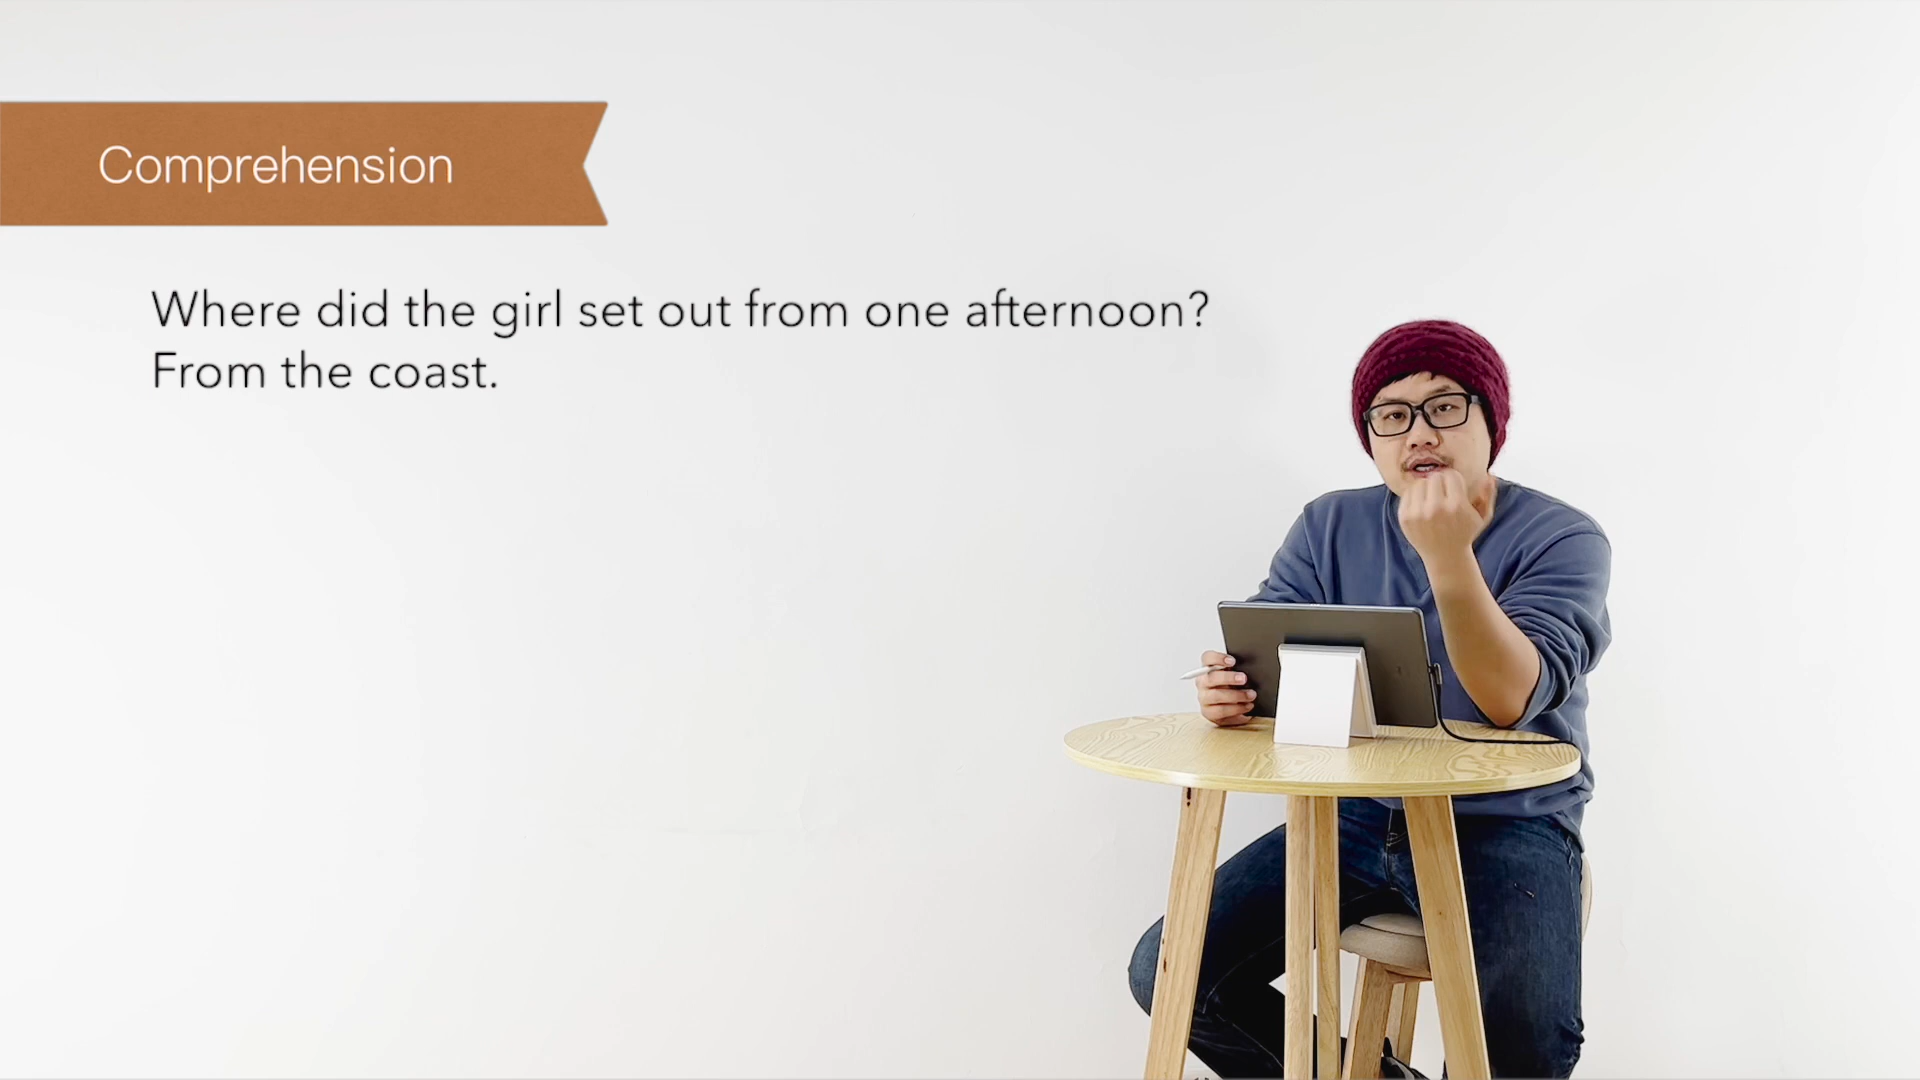 Comprehension
Where did the girl set out from one afternoon?
From the coast.